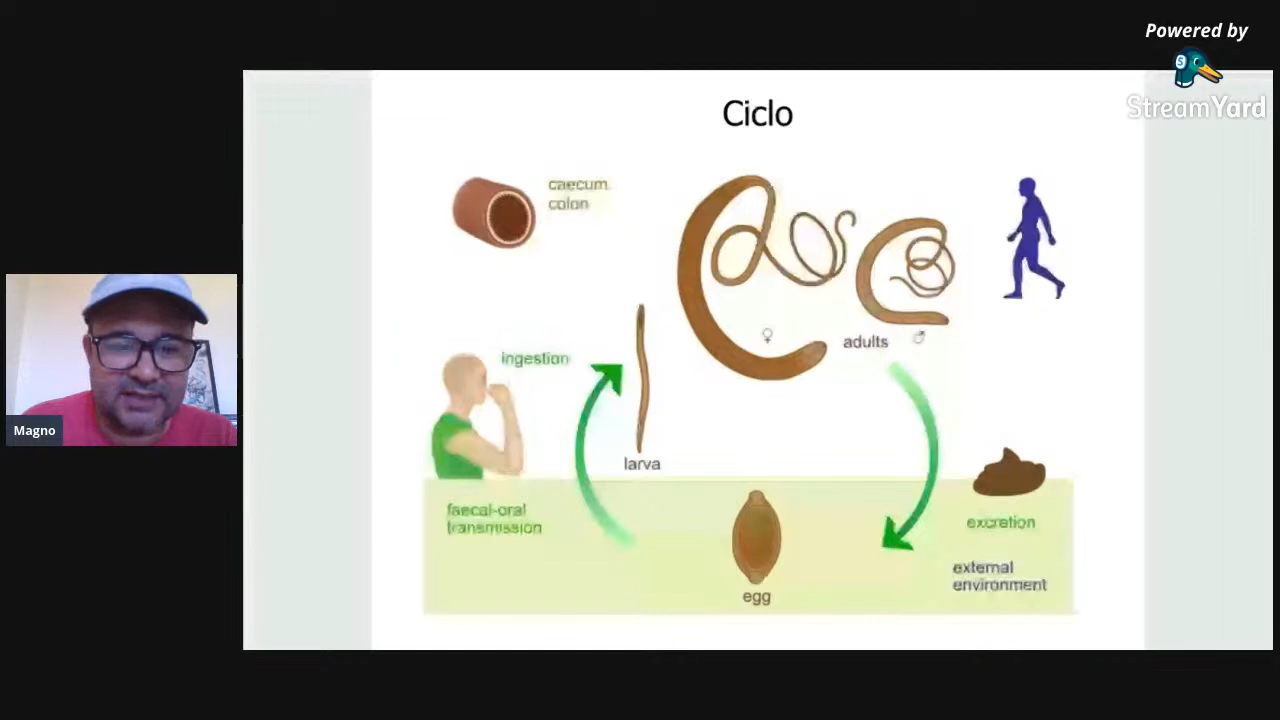 Powered by
StreamYard
Ciclo
caecum
colon
♀
adults
♂
ingestion
larva
faecal-oral
transmission
egg
excretion
external
environment
Magno